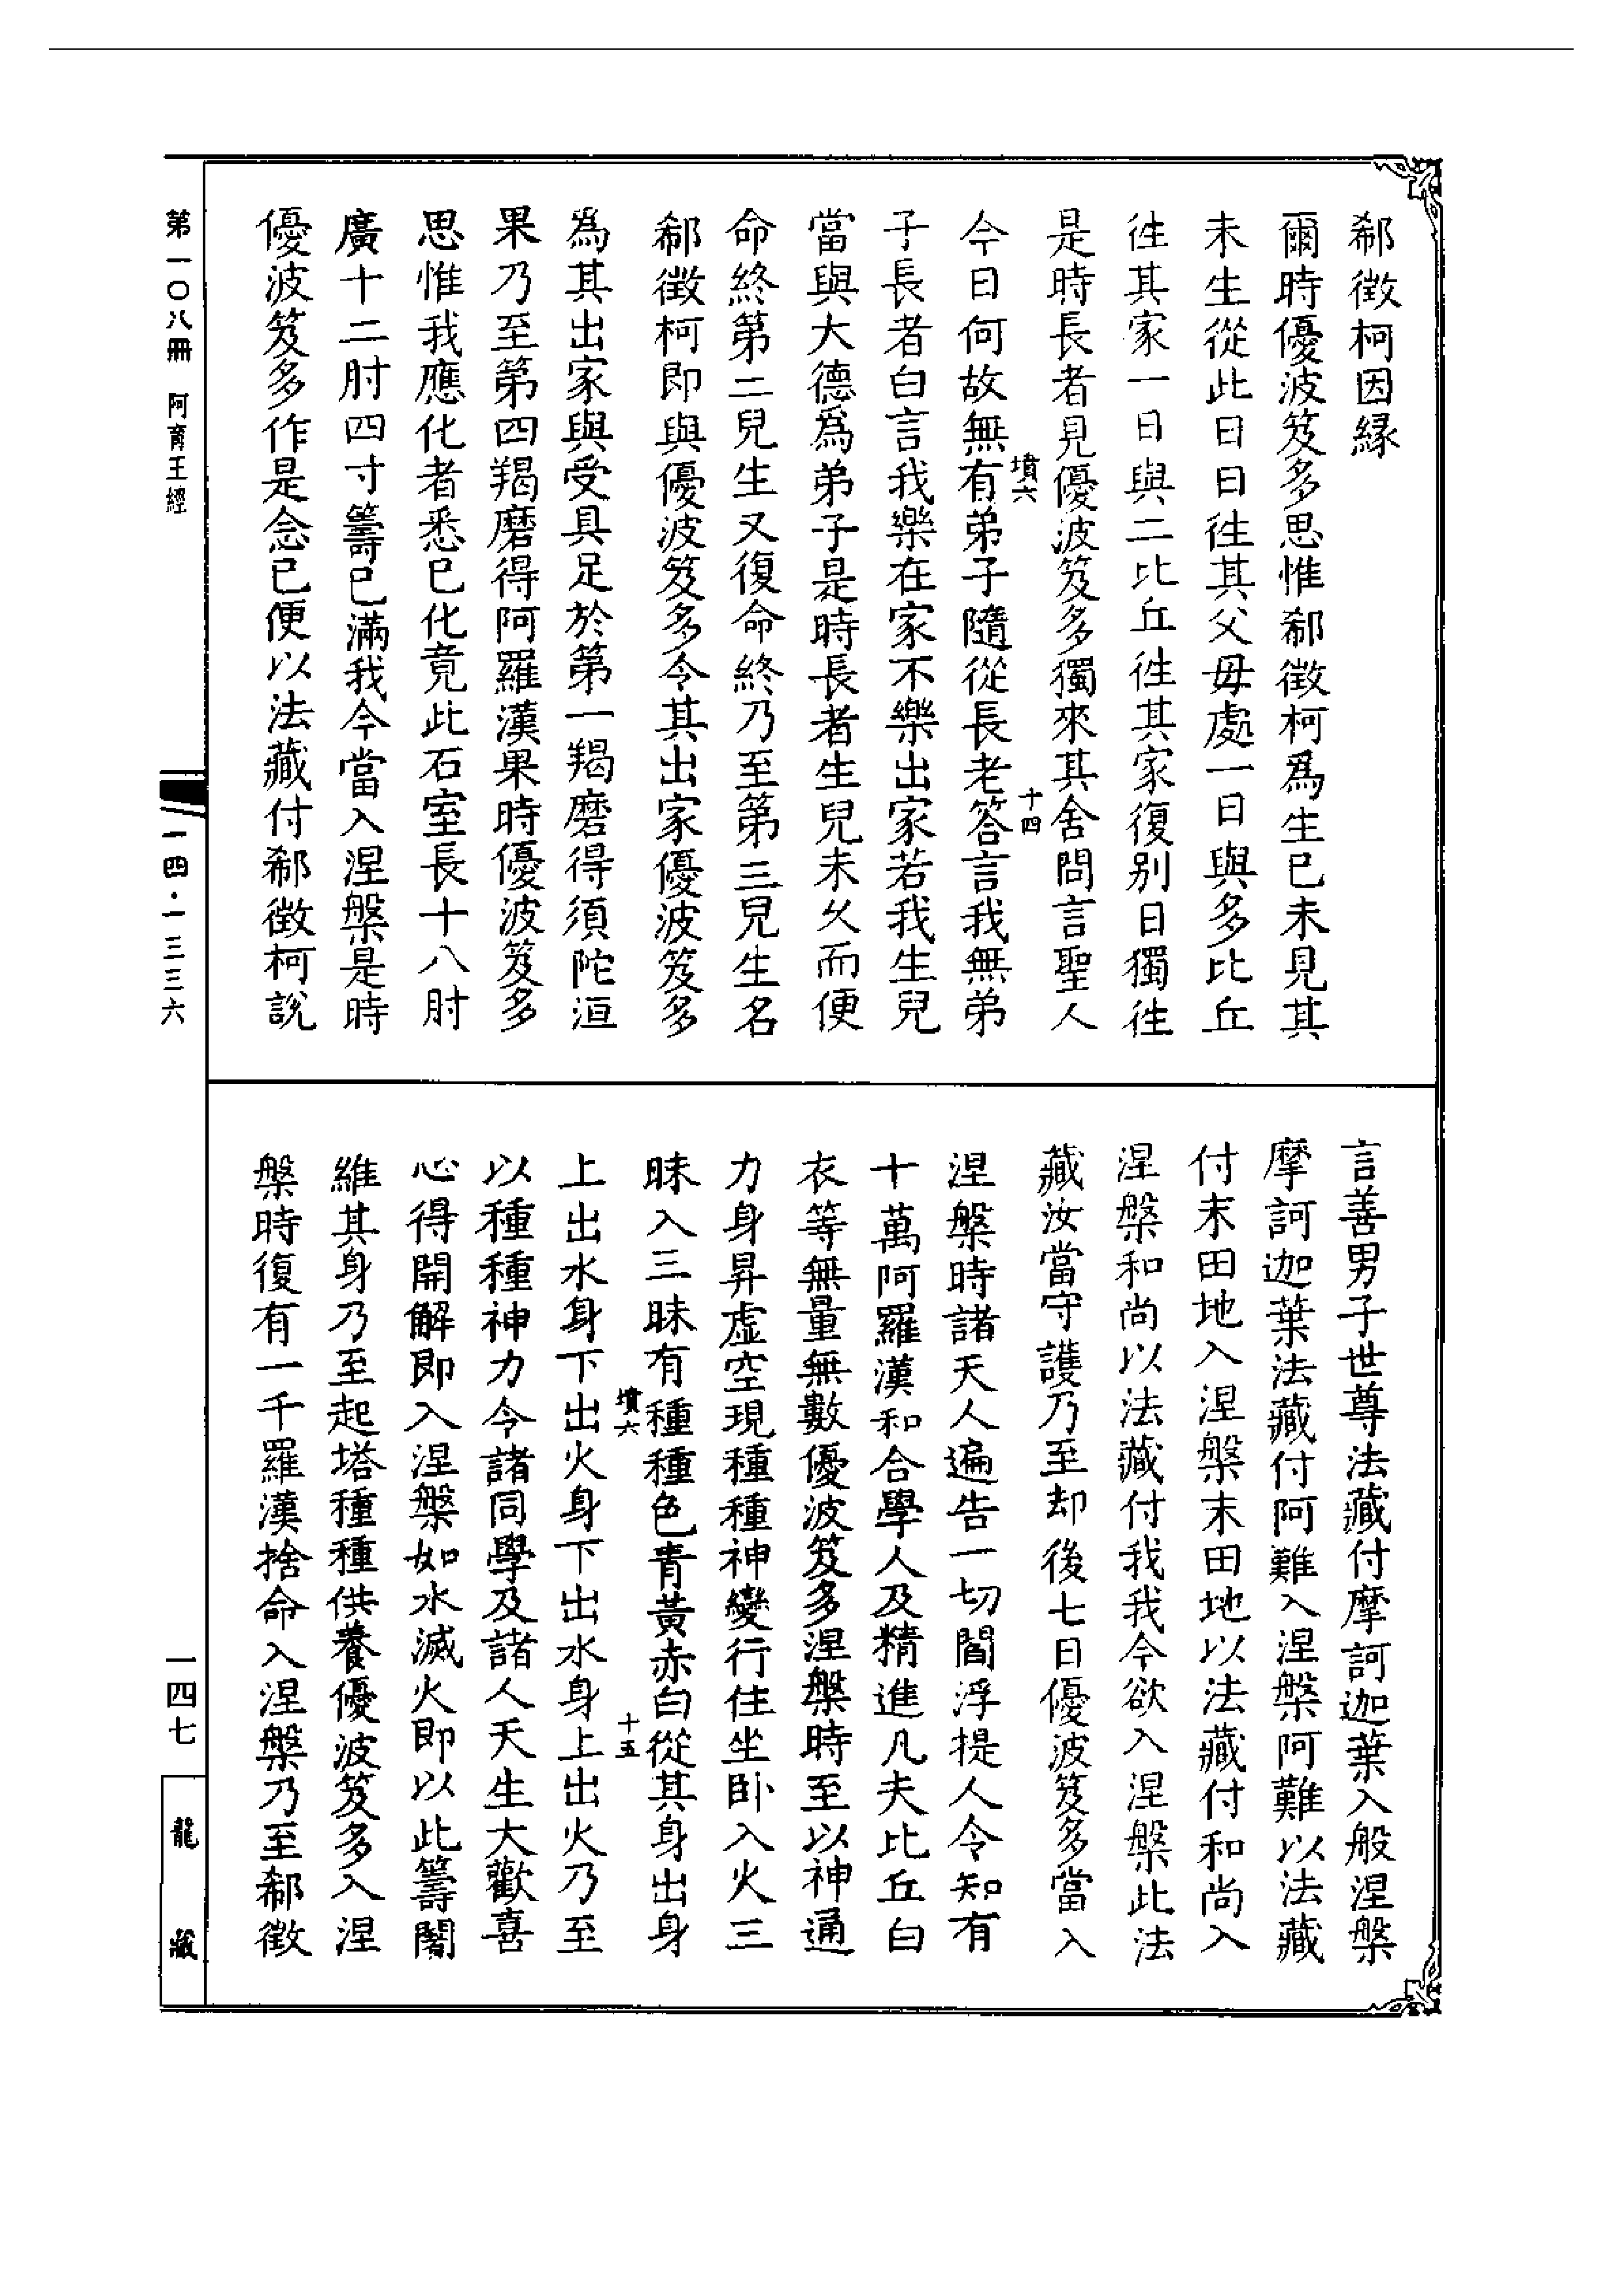 郗徵柯因緣
爾時優波笈多思惟郗徵柯爲生已未見其
未生從此日日徃其父毋處一日與多比丘
徃其家一日與二比丘徃其家復别日獨徃
是時長者見優波笈多獨來其舍問言聖人
墳六
十四
今日何故無有弟子隨從長老答言我無弟
子長者白言我樂在家不樂出家若我生兒
當與大德爲弟子是時長者生兒未久而便
命終第二兒生又復命終乃至第三兒生名
郗徵柯即與優波笈多令其出家優波笈多
爲其出家與受具足於第一羯磨得須陀洹
果乃至第四羯磨得阿羅漢果時優波笈多
思惟我應化者悉已化竟此石室長十八肘
廣十二肘四寸籌已滿我今當入涅槃是時
優波笈多作是念已便以法藏付郗徵柯説
言善男子世尊法藏付摩訶迦葉入般涅槃
摩訶迦葉法藏付阿難入涅槃阿難以法藏
付末田地入涅槃末田地以法藏付和尚入
涅槃和尚以法藏付我我今欲入涅槃此法
藏汝當守護乃至却後七日優波笈多當入
涅槃時諸天人遍告一切閻浮提人令知有
十萬阿羅漢和合學人及精進凡夫比丘白
衣等無量無數優波笈多涅槃時至以神通
力身昇虚空現種種神變行住坐卧入火三
昧入三昧有種種色青黃赤白從其身出身
墳六
十五
上出水身下出火身下出水身上出火乃至
以種種神力令諸同學及諸人天生大歡喜
心得開解即入涅槃如水滅火即以此籌闍
維其身乃至起塔種種供養優波笈多入涅
槃時復有一千羅漢捨命入涅槃乃至郗徵
第一〇八冊 阿育王經
一四·一三三六
一四七
龍藏